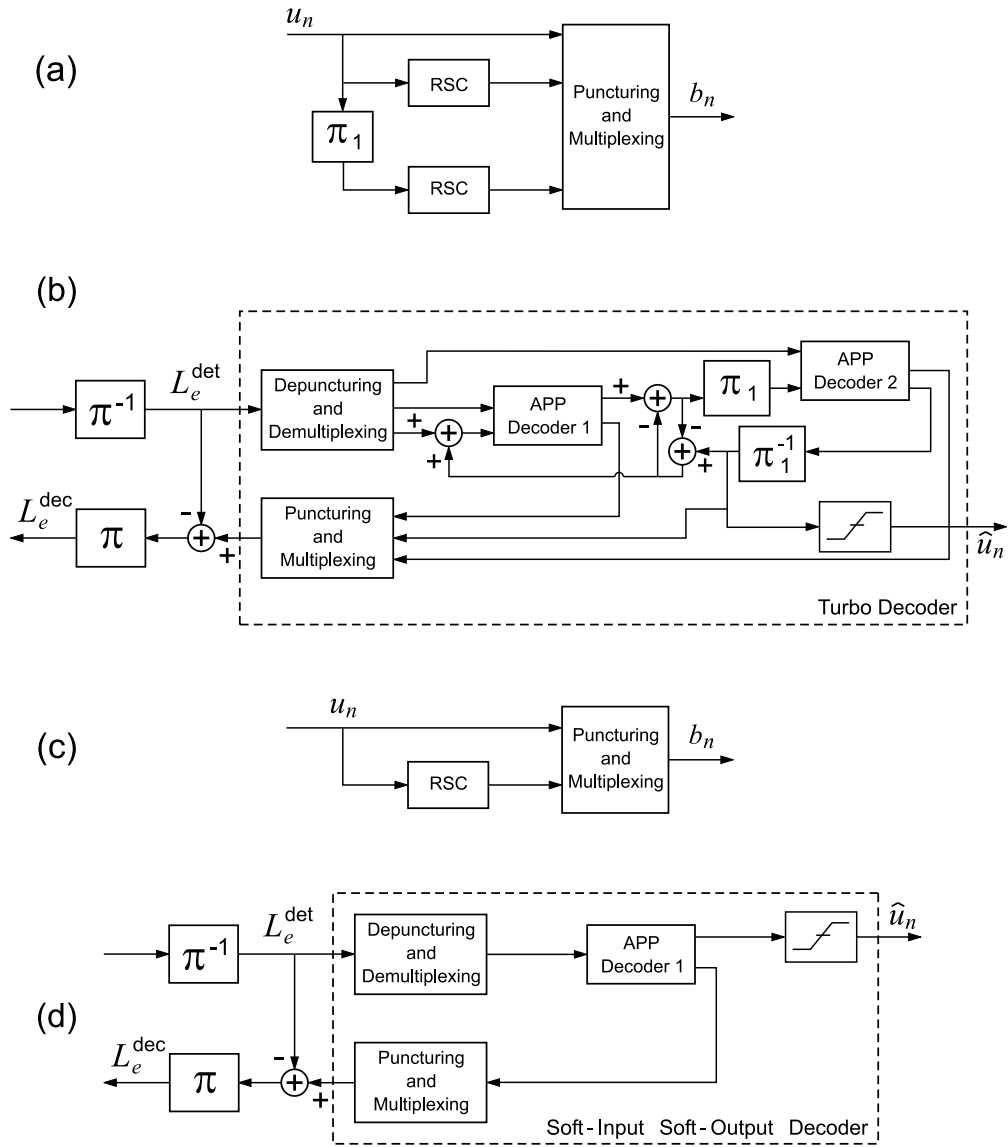 (a)
u_n
RSC
π_1
RSC
Puncturing
and
Multiplexing
b_n
(b)
π^-1
L_e^det
Depuncturing
and
Demultiplexing
+
+
+
+
APP
Decoder 1
+
+
-
-
+
+
π_1
APP
Decoder 2
π_1^-1
L_e^dec
π
-
+
+
Puncturing
and
Multiplexing
û_n
Turbo Decoder
(c)
u_n
RSC
Puncturing
and
Multiplexing
b_n
(d)
π^-1
L_e^det
Depuncturing
and
Demultiplexing
APP
Decoder 1
û_n
L_e^dec
π
-
+
+
Puncturing
and
Multiplexing
Soft-Input Soft-Output Decoder